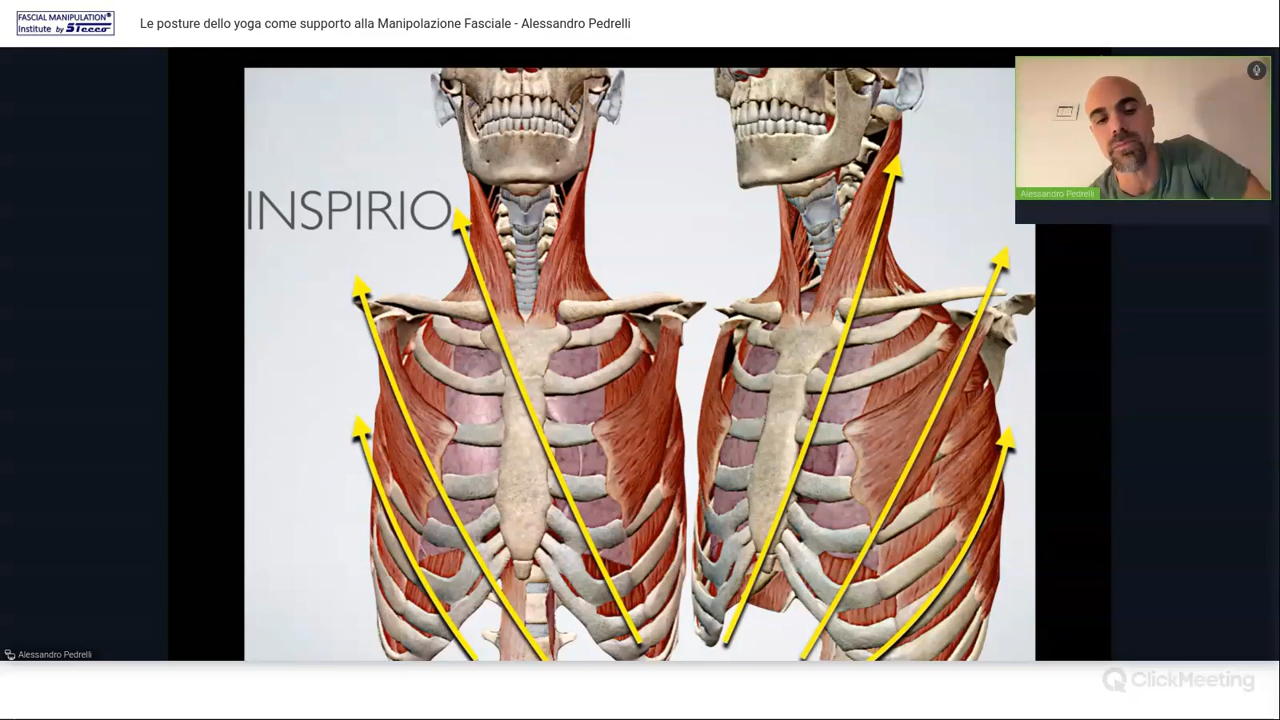 FASCIAL MANIPULATION®
Institute by Stecco
Le posture dello yoga come supporto alla Manipolazione Fasciale - Alessandro Pedrelli
INSPIRIO
Alessandro Pedrelli
Alessandro Pedrelli
ClickMeeting